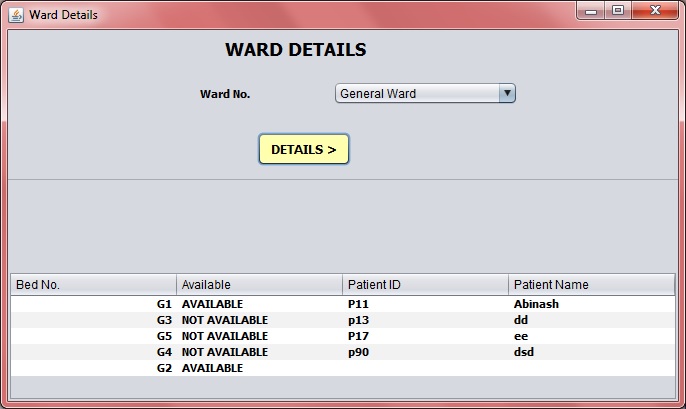 Ward Details
WARD DETAILS
Ward No. General Ward
DETAILS >
Bed No. Available Patient ID Patient Name
G1 AVAILABLE P11 Abinash
G3 NOT AVAILABLE p13 dd
G5 NOT AVAILABLE P17 ee
G4 NOT AVAILABLE p90 dsd
G2 AVAILABLE